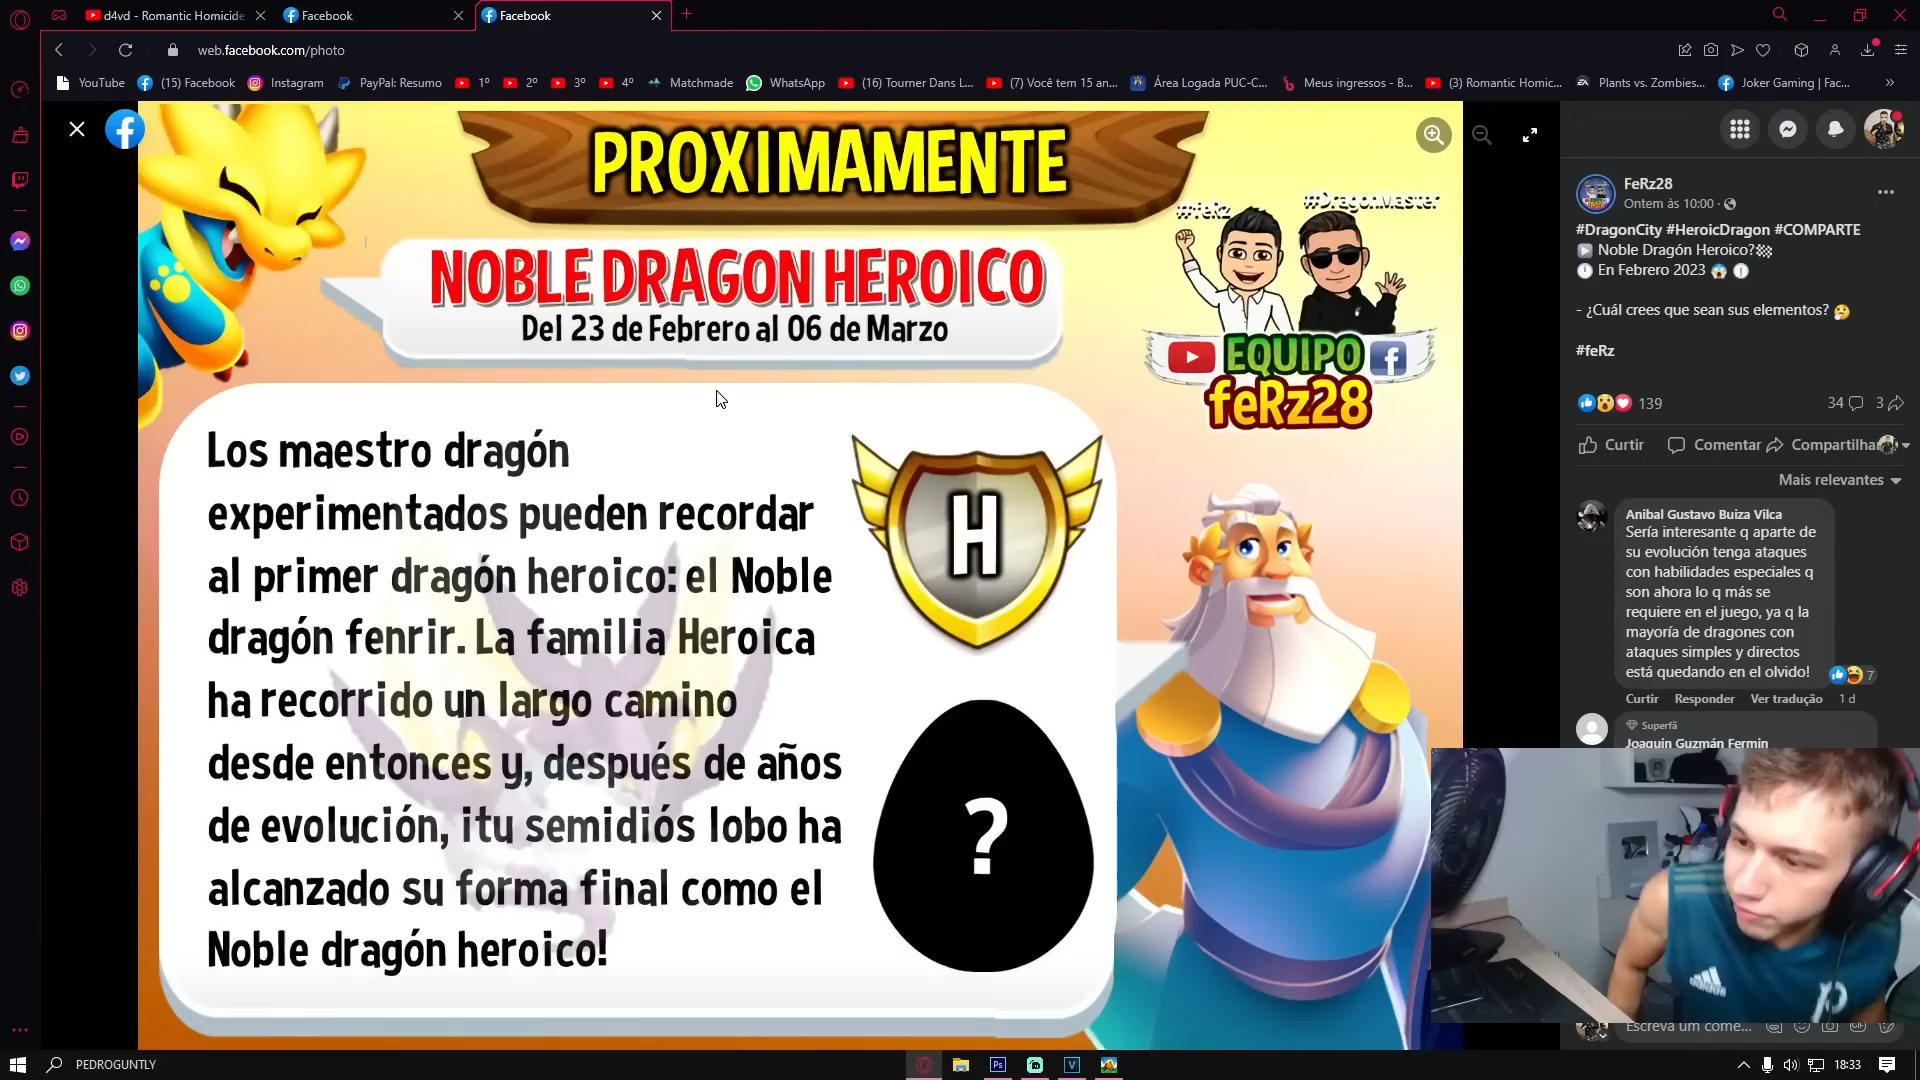 d4vd - Romantic Homicide
Facebook
Facebook
web.facebook.com/photo
YouTube
(15) Facebook
Instagram
PayPal: Resumo
1º
2º
3º
4º
Matchmade
WhatsApp
(16) Tourner Dans L...
(7) Você tem 15 an...
Área Logada PUC-C...
Meus ingressos - B...
(3) Romantic Homic...
Plants vs. Zombies...
Joker Gaming | Fac...
PROXIMAMENTE
NOBLE DRAGON HEROICO
Del 23 de Febrero al 06 de Marzo
#feRz
#DragonMaster
EQUIPO
feRz28
Los maestro dragón
experimentados pueden recordar
al primer dragón heroico: el Noble
dragón fenrir. La familia Heroica
ha recorrido un largo camino
desde entonces y, después de años
de evolución, ¡tu semidiós lobo ha
alcanzado su forma final como el
Noble dragón heroico!
H
?
FeRz28
Ontem às 10:00 ·
#DragonCity #HeroicDragon #COMPARTE
Noble Dragón Heroico?
En Febrero 2023
- ¿Cuál crees que sean sus elementos?
#feRz
139
34
3
Curtir
Comentar
Compartilha
Mais relevantes
Anibal Gustavo Buiza Vilca
Sería interesante q aparte de
su evolución tenga ataques
con habilidades especiales q
son ahora lo q más se
requiere en el juego, ya q la
mayoría de dragones con
ataques simples y directos
está quedando en el olvido!
7
Curtir
Responder
Ver tradução
1 d
Superfã
Joaquin Guzmán Fermin
adidas
Escreva um come...
PEDROGUNTLY
Ps
V
18:33